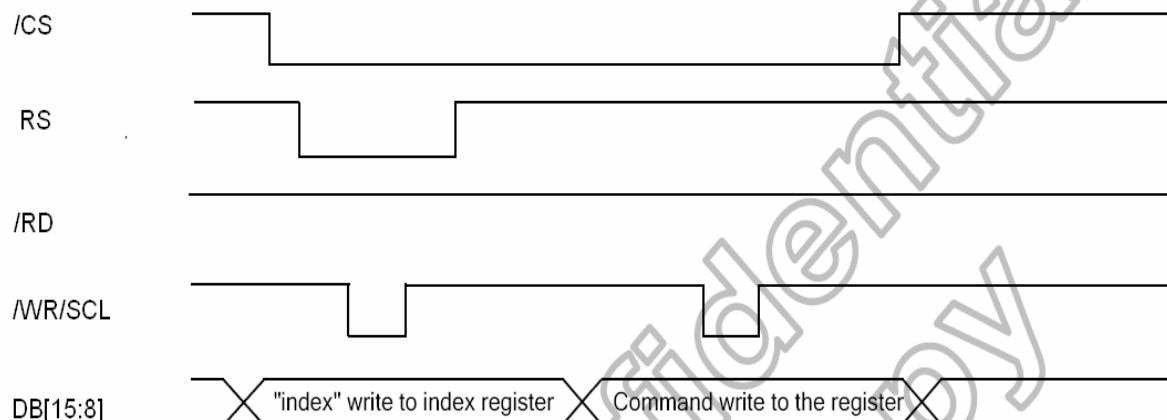 /CS
RS
/RD
/WR/SCL
DB[15:8] "index" write to index register Command write to the register